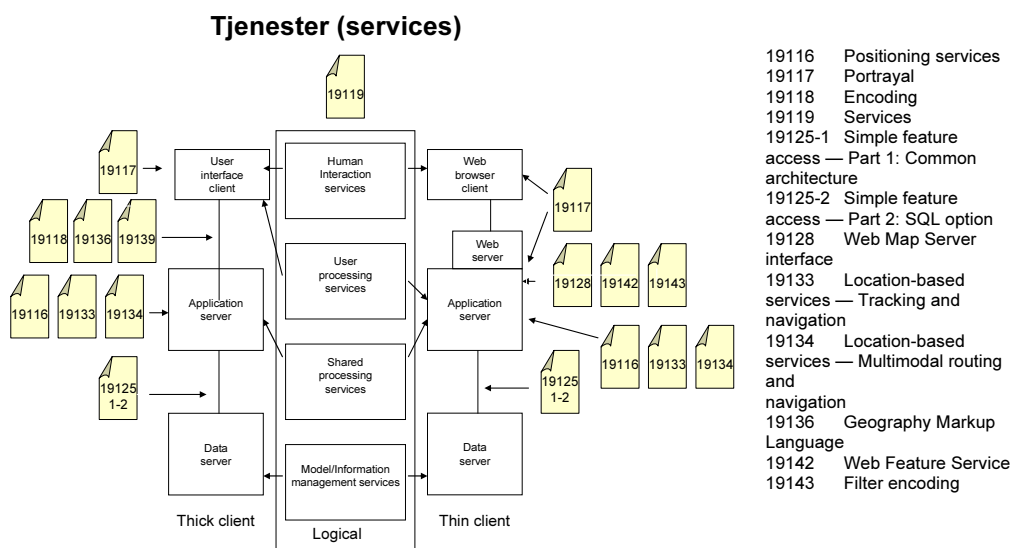 Tjenester (services)
19119
19117
User
interface
client
Human
Interaction
services
Web
browser
client
19117
19118
19136
19139
Web
server
User
processing
services
19128
19142
19143
19116
19133
19134
Application
server
Application
server
19116
19133
19134
Shared
processing
services
19125
1-2
19125
1-2
Data
server
Model/Information
management services
Data
server
Thick client
Logical
Thin client
19116 Positioning services
19117 Portrayal
19118 Encoding
19119 Services
19125-1 Simple feature
access — Part 1: Common
architecture
19125-2 Simple feature
access — Part 2: SQL option
19128 Web Map Server
interface
19133 Location-based
services — Tracking and
navigation
19134 Location-based
services — Multimodal routing
and
navigation
19136 Geography Markup
Language
19142 Web Feature Service
19143 Filter encoding